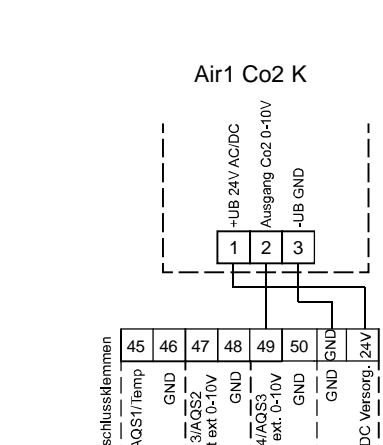 Air1 Co2 K
+UB 24V AC/DC
Ausgang Co2 0-10V
-UB GND
1 2 3
45 46 47 48 49 50 GND 24V
AQS1/Temp
GND
3/AQS2
ext 0-10V
GND
4/AQS3
ext. 0-10V
GND
GND
DC Versorg.